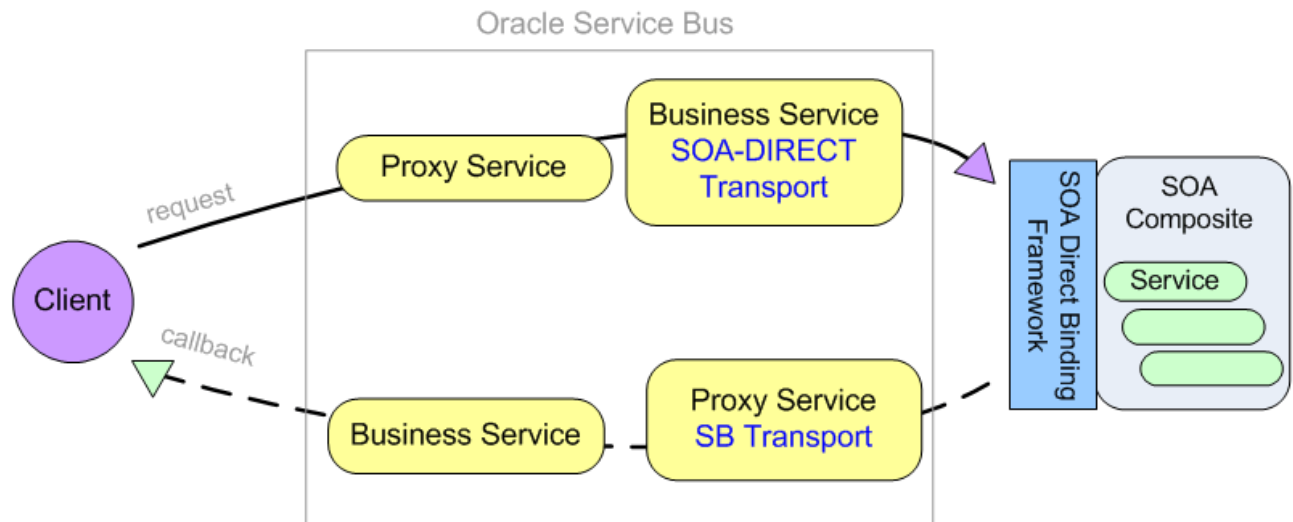 Oracle Service Bus
Proxy Service
Business Service
SOA-DIRECT
Transport
request
Client
callback
Business Service
Proxy Service
SB Transport
SOA Direct Binding
Framework
SOA
Composite
Service